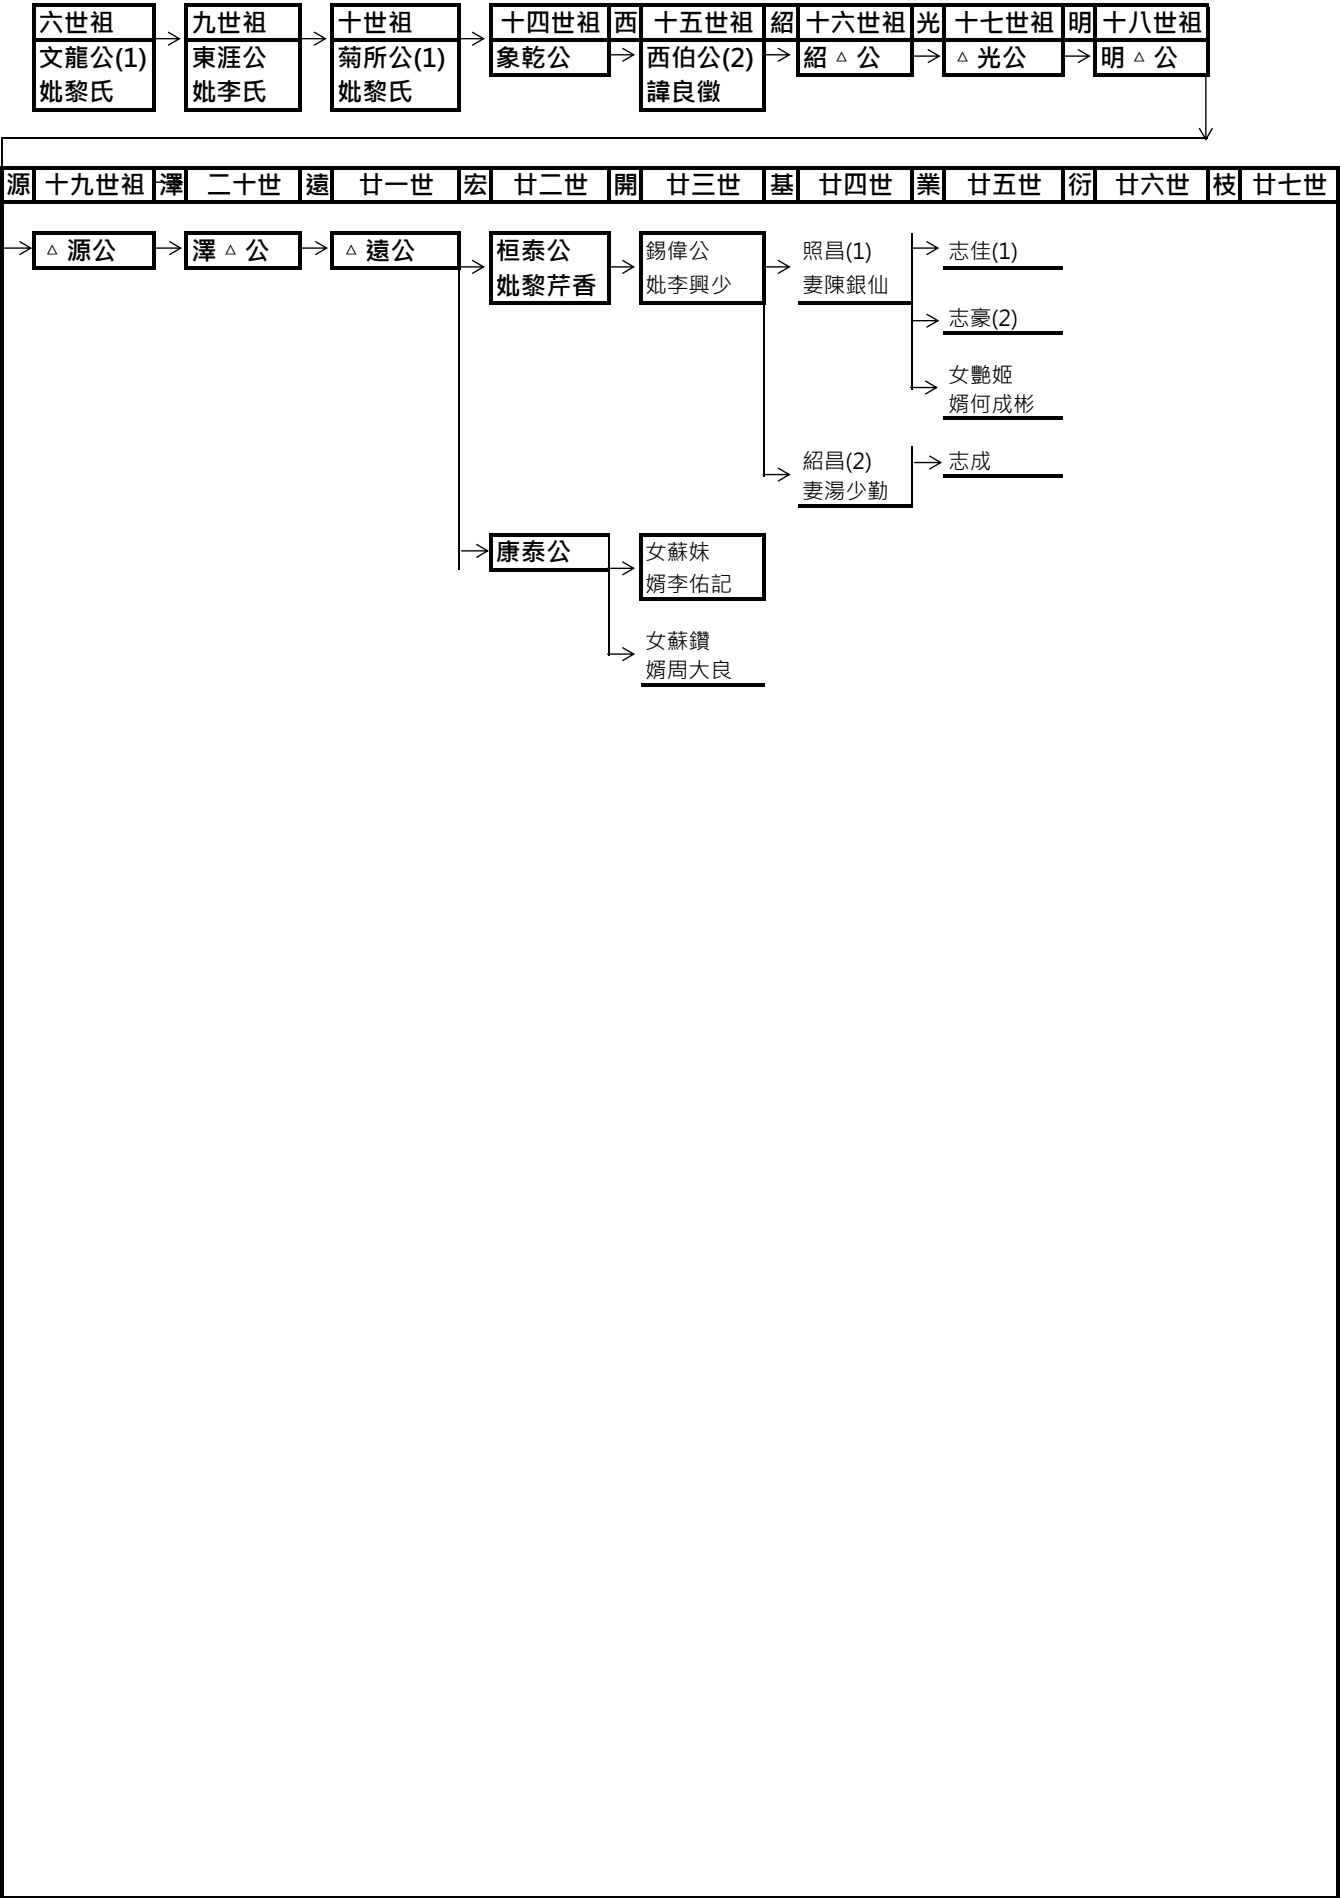 六世祖 九世祖 十世祖 十四世祖 西 十五世祖 紹 十六世祖 光 十七世祖 明 十八世祖
文龍公(1) 東涯公 菊所公(1) 象乾公 西伯公(2) 紹 △ 公 △ 光公 明 △ 公
妣黎氏 妣李氏 妣黎氏 諱良徵
源 十九世祖 澤 二十世 遠 廿一世 宏 廿二世 開 廿三世 基 廿四世 業 廿五世 衍 廿六世 枝 廿七世
△ 源公 澤 △ 公 △ 遠公 桓泰公 錫偉公 照昌(1) 志佳(1)
妣黎芹香 妣李興少 妻陳銀仙
志豪(2)
女艷姬
婿何成彬
紹昌(2) 志成
妻湯少勤
康泰公 女蘇妹
婿李佑記
女蘇鑽
婿周大良